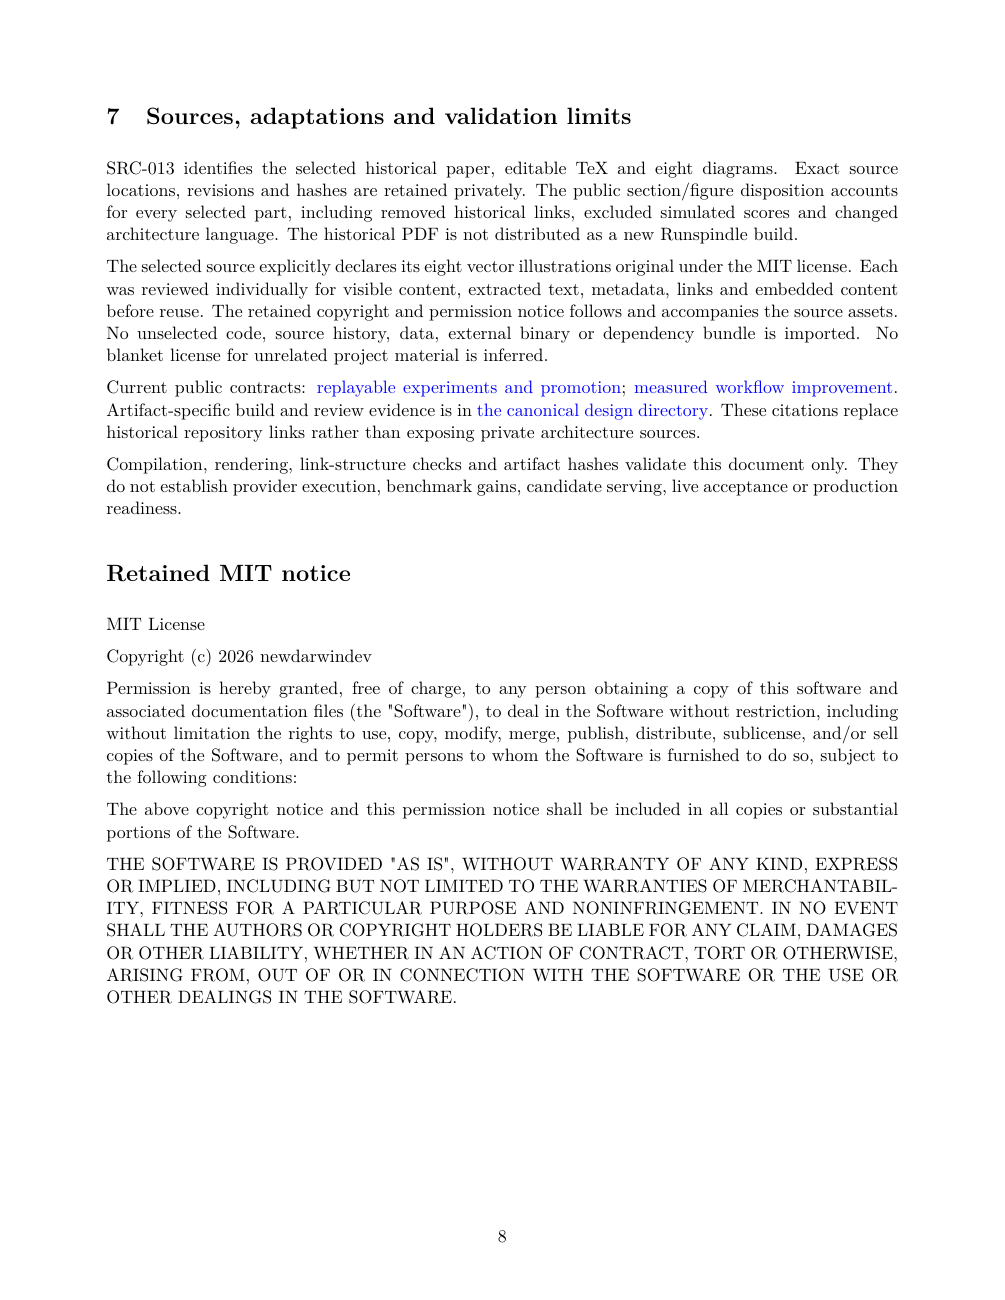 7 Sources, adaptations and validation limits
SRC-013 identifies the selected historical paper, editable TeX and eight diagrams. Exact source
locations, revisions and hashes are retained privately. The public section/figure disposition accounts
for every selected part, including removed historical links, excluded simulated scores and changed
architecture language. The historical PDF is not distributed as a new Runspindle build.
The selected source explicitly declares its eight vector illustrations original under the MIT license. Each
was reviewed individually for visible content, extracted text, metadata, links and embedded content
before reuse. The retained copyright and permission notice follows and accompanies the source assets.
No unselected code, source history, data, external binary or dependency bundle is imported. No
blanket license for unrelated project material is inferred.
Current public contracts: replayable experiments and promotion; measured workflow improvement.
Artifact-specific build and review evidence is in the canonical design directory. These citations replace
historical repository links rather than exposing private architecture sources.
Compilation, rendering, link-structure checks and artifact hashes validate this document only. They
do not establish provider execution, benchmark gains, candidate serving, live acceptance or production
readiness.
Retained MIT notice
MIT License
Copyright (c) 2026 newdarwindev
Permission is hereby granted, free of charge, to any person obtaining a copy of this software and
associated documentation files (the "Software"), to deal in the Software without restriction, including
without limitation the rights to use, copy, modify, merge, publish, distribute, sublicense, and/or sell
copies of the Software, and to permit persons to whom the Software is furnished to do so, subject to
the following conditions:
The above copyright notice and this permission notice shall be included in all copies or substantial
portions of the Software.
THE SOFTWARE IS PROVIDED "AS IS", WITHOUT WARRANTY OF ANY KIND, EXPRESS
OR IMPLIED, INCLUDING BUT NOT LIMITED TO THE WARRANTIES OF MERCHANTABIL-
ITY, FITNESS FOR A PARTICULAR PURPOSE AND NONINFRINGEMENT. IN NO EVENT
SHALL THE AUTHORS OR COPYRIGHT HOLDERS BE LIABLE FOR ANY CLAIM, DAMAGES
OR OTHER LIABILITY, WHETHER IN AN ACTION OF CONTRACT, TORT OR OTHERWISE,
ARISING FROM, OUT OF OR IN CONNECTION WITH THE SOFTWARE OR THE USE OR
OTHER DEALINGS IN THE SOFTWARE.
8